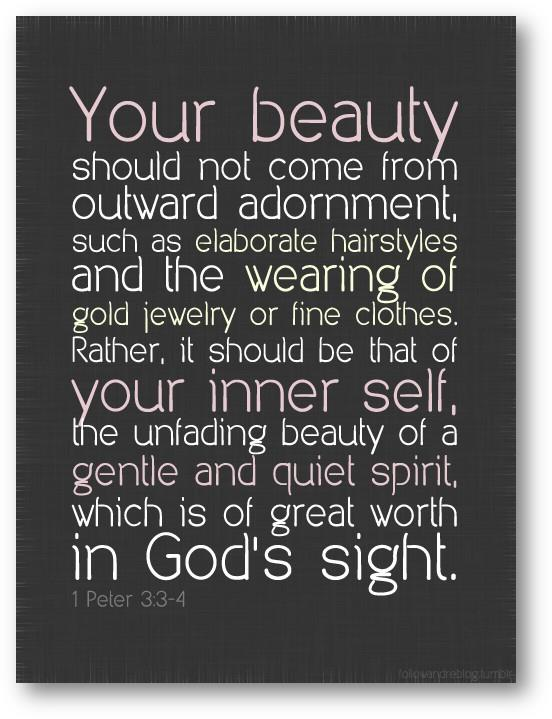 Your beauty
should not come from
outward adornment,
such as elaborate hairstyles
and the wearing of
gold jewelry or fine clothes.
Rather, it should be that of
your inner self,
the unfading beauty of a
gentle and quiet spirit,
which is of great worth
in God's sight.
1 Peter 3:3-4
followandreblog.tumblr